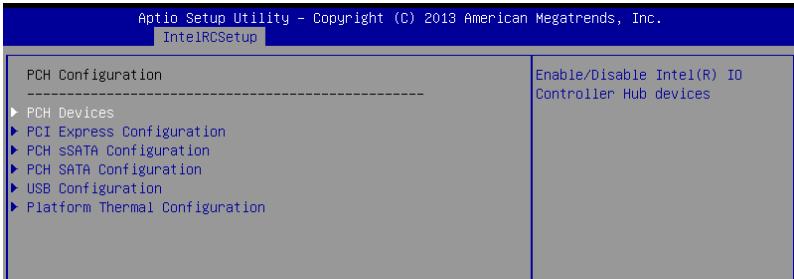 Aptio Setup Utility – Copyright (C) 2013 American Megatrends, Inc.
IntelRCSetup
PCH Configuration
--------------------------------------------
PCH Devices
PCI Express Configuration
PCH sSATA Configuration
PCH SATA Configuration
USB Configuration
Platform Thermal Configuration
Enable/Disable Intel(R) IO
Controller Hub devices